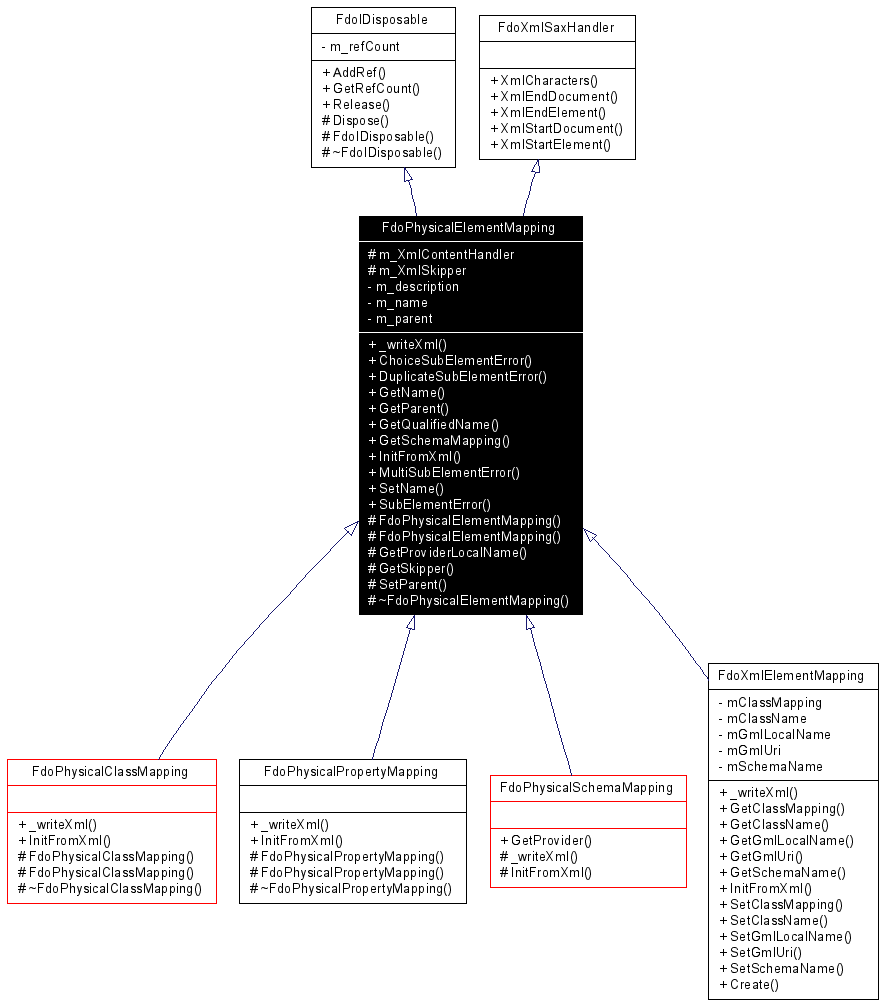 FdoIDisposable
- m_refCount
+ AddRef()
+ GetRefCount()
+ Release()
# Dispose()
# FdoIDisposable()
# ~FdoIDisposable()
FdoXmlSaxHandler
+ XmlCharacters()
+ XmlEndDocument()
+ XmlEndElement()
+ XmlStartDocument()
+ XmlStartElement()
FdoPhysicalElementMapping
# m_XmlContentHandler
# m_XmlSkipper
- m_description
- m_name
- m_parent
+ _writeXml()
+ ChoiceSubElementError()
+ DuplicateSubElementError()
+ GetName()
+ GetParent()
+ GetQualifiedName()
+ GetSchemaMapping()
+ InitFromXml()
+ MultiSubElementError()
+ SetName()
+ SubElementError()
# FdoPhysicalElementMapping()
# FdoPhysicalElementMapping()
# GetProviderLocalName()
# GetSkipper()
# SetParent()
# ~FdoPhysicalElementMapping()
FdoPhysicalClassMapping
+ _writeXml()
+ InitFromXml()
# FdoPhysicalClassMapping()
# FdoPhysicalClassMapping()
# ~FdoPhysicalClassMapping()
FdoPhysicalPropertyMapping
+ _writeXml()
+ InitFromXml()
# FdoPhysicalPropertyMapping()
# FdoPhysicalPropertyMapping()
# ~FdoPhysicalPropertyMapping()
FdoPhysicalSchemaMapping
+ GetProvider()
# _writeXml()
# InitFromXml()
FdoXmlElementMapping
- mClassMapping
- mClassName
- mGmlLocalName
- mGmlUri
- mSchemaName
+ _writeXml()
+ GetClassMapping()
+ GetClassName()
+ GetGmlLocalName()
+ GetGmlUri()
+ GetSchemaName()
+ InitFromXml()
+ SetClassMapping()
+ SetClassName()
+ SetGmlLocalName()
+ SetGmlUri()
+ SetSchemaName()
+ Create()